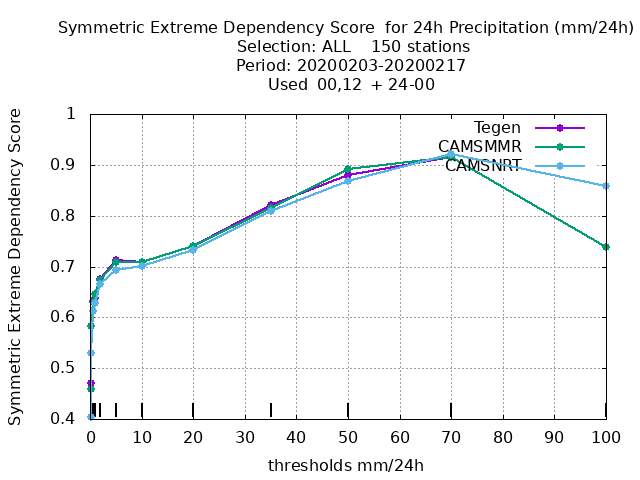 Symmetric Extreme Dependency Score  for 24h Precipitation (mm/24h)
Selection: ALL    150 stations
Period: 20200203-20200217
Used  00,12  + 24-00
Symmetric Extreme Dependency Score
1
0.9
0.8
0.7
0.6
0.5
0.4
Tegen
CAMSMMR
CAMSNRT
0 10 20 30 40 50 60 70 80 90 100
thresholds mm/24h